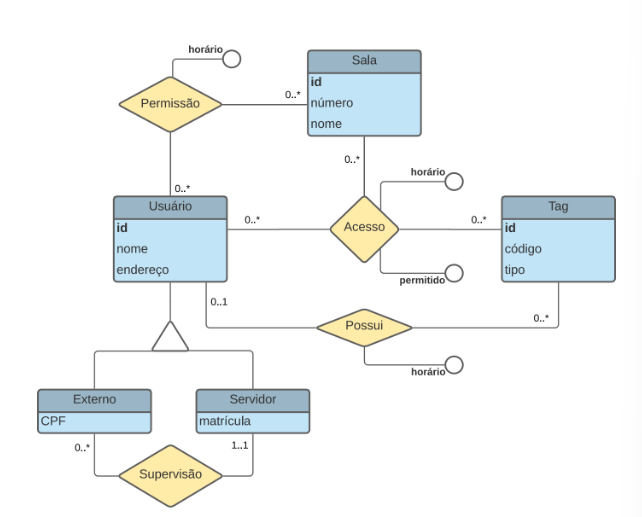 horário
Sala
id
número
nome
Permissão
0..*
0..*
0..*
horário
Usuário
id
nome
endereço
0..*
Acesso
0..*
Tag
id
código
tipo
permitido
0..1
Possui
0..*
horário
Externo
CPF
Servidor
matrícula
0..*
1..1
Supervisão